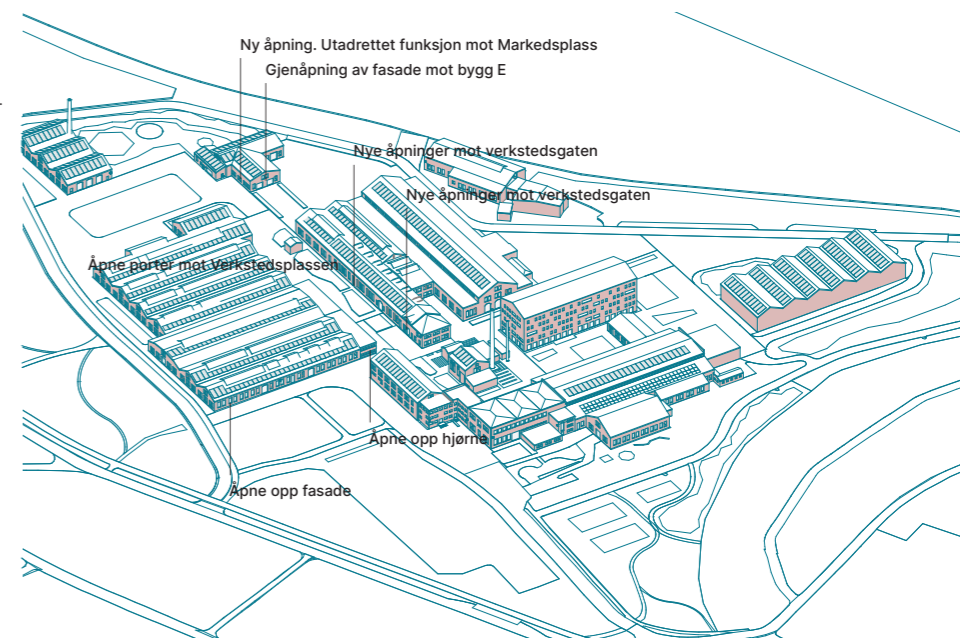 Ny åpning. Utadrettet funksjon mot Markedsplass
Gjenåpning av fasade mot bygg E
Nye åpninger mot verkstedsgaten
Nye åpninger mot verkstedsgaten
Åpne porter mot Verkstedsplassen
Åpne opp hjørne
Åpne opp fasade